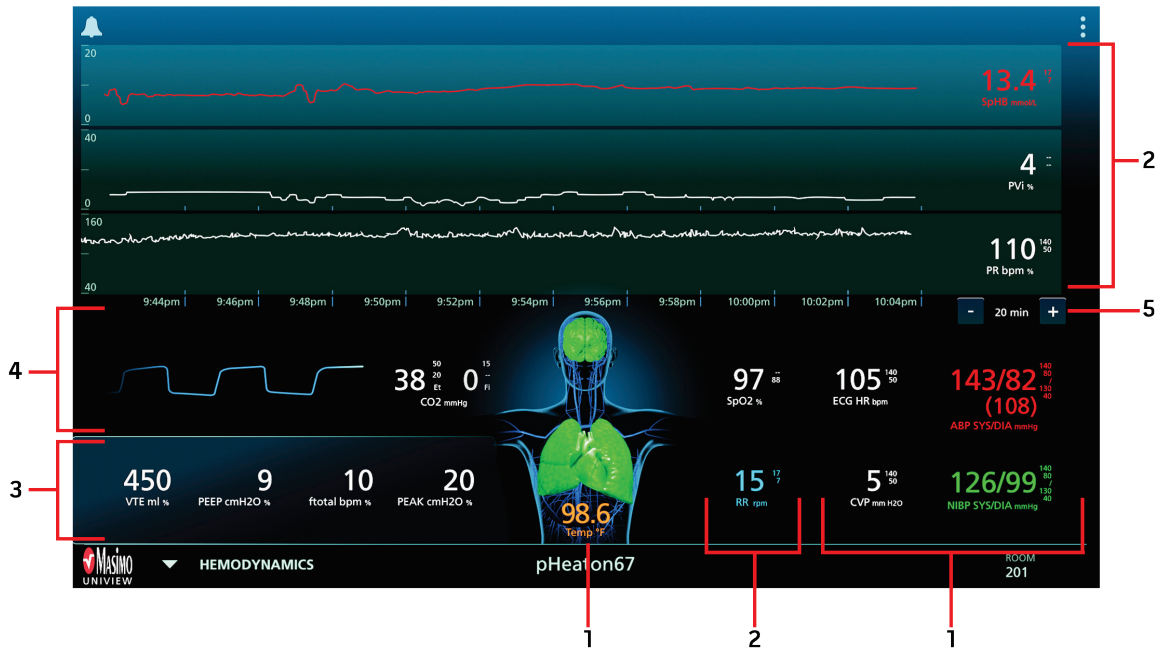 20
13.4 17 7
SpHB mmol/L
0
40
4 -- --
PVi %
0
160
110 140 50
PR bpm %
40
2
9:44pm 9:46pm 9:48pm 9:50pm 9:52pm 9:54pm 9:56pm 9:58pm 10:00pm 10:02pm 10:04pm
- 20 min +
5
4
38 50 20 Et 0 15 -- Fi
CO2 mmHg
97 -- 88
SpO2 %
105 140 50
ECG HR bpm
143/82 140 80 / 130 40
(108)
ABP SYS/DIA mmHg
3
450
VTE ml %
9
PEEP cmH2O %
10
ftotal bpm %
20
PEAK cmH2O %
98.6
Temp °F
15 17 7
RR rpm
5 140 50
CVP mm H2O
126/99 140 80 / 130 40
NIBP SYS/DIA mmHg
MASIMO
UNIVIEW
HEMODYNAMICS
pHeaton67
ROOM
201
1
2
1